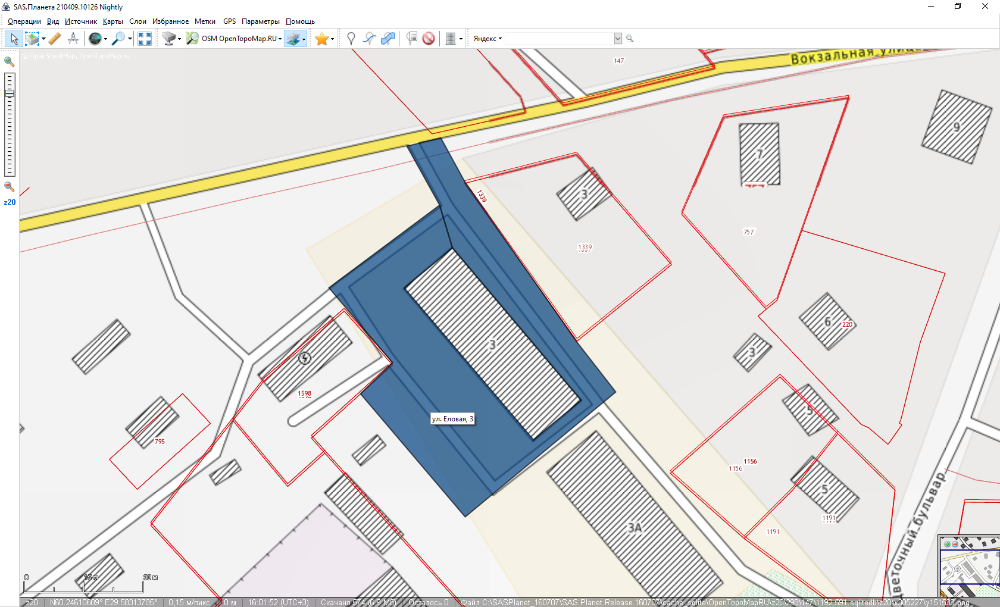 SAS.Планета 210409.10126 Nightly
Операции Вид Источник Карты Слои Избранное Метки GPS Параметры Помощь
OSM OpenTopoMap.RU Яндекс
© OpenStreetMap, OpenTopoMap.ru
147
Вокзальная улица
9
7
757
z20
3
1339
1339
757
3
6
220
3
1598
5
ул. Еловая, 3
795
1156
1156
5
3А
1191
1191
Цветочный бульвар
0 15 м 30 м
z20 N60.24610689° E29.58313785° 0,15 м/пикс. 0 м 16:01:52 (UTC+3) Скачано 574 (6,9 Мб) Осталось 0 Файл C:\SASPlanet_160707\SAS.Planet.Release.160707\cache_sqlite\OpenTopoMapRU\z20\298\147\1192.591.sqlitedb\z20\x305227\y151533.png